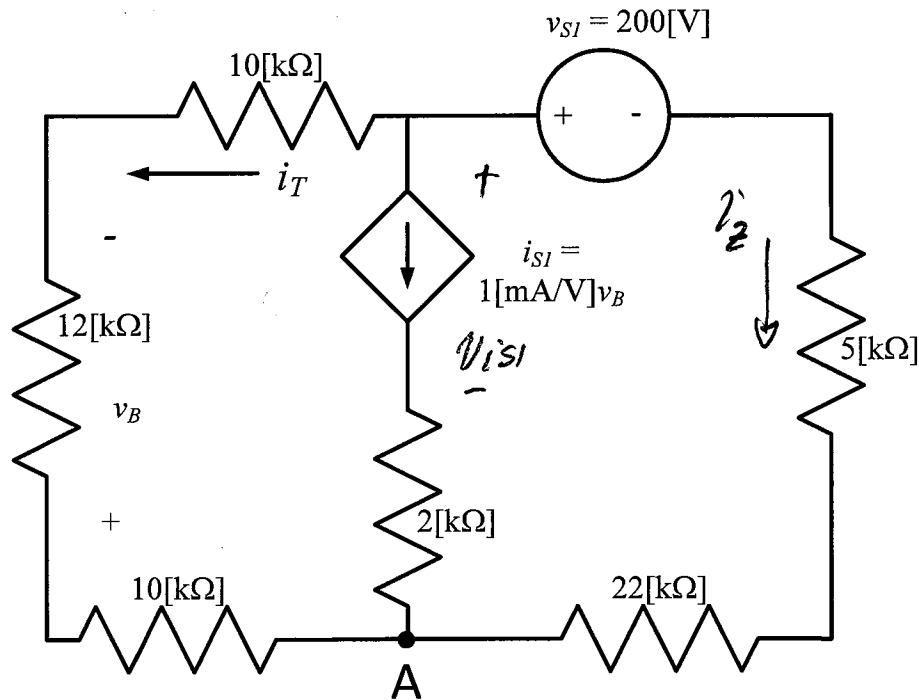 v_S1 = 200[V]
10[kΩ]
+ -
i_T
+
i_z
-
i_S1 =
1[mA/V]v_B
12[kΩ]
v_iS1
-
5[kΩ]
v_B
+
2[kΩ]
10[kΩ]
22[kΩ]
A